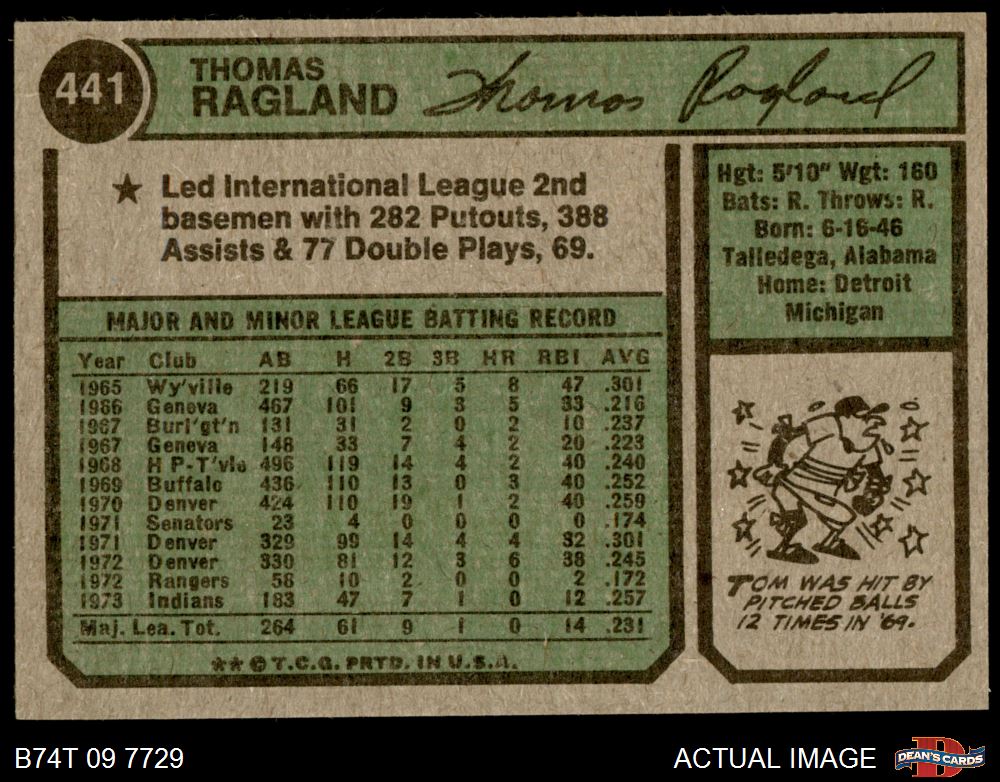 441
THOMAS
RAGLAND
Thomas Ragland
★ Led International League 2nd
basemen with 282 Putouts, 388
Assists & 77 Double Plays, 69.
Hgt: 5'10" Wgt: 160
Bats: R. Throws: R.
Born: 6-16-46
Talledega, Alabama
Home: Detroit
Michigan
MAJOR AND MINOR LEAGUE BATTING RECORD
Year Club AB H 2B 3B HR RBI AVG
1965 Wy'ville 219 66 17 5 8 47 .301
1966 Geneva 467 101 9 3 5 33 .216
1967 Burl'gt'n 131 31 2 0 2 10 .237
1967 Geneva 148 33 7 4 2 20 .223
1968 H P-T'vle 496 119 14 4 2 40 .240
1969 Buffalo 436 110 13 0 3 40 .252
1970 Denver 424 110 19 1 2 40 .259
1971 Senators 23 4 0 0 0 0 .174
1971 Denver 329 99 14 4 4 32 .301
1972 Denver 330 81 12 3 6 38 .245
1972 Rangers 58 10 2 0 0 2 .172
1973 Indians 183 47 7 1 0 12 .257
Maj. Lea. Tot. 264 61 9 1 0 14 .231
★★ © T.C.G. PRTD. IN U.S.A.
TOM WAS HIT BY
PITCHED BALLS
12 TIMES IN '69.
B74T 09 7729
ACTUAL IMAGE
D
DEAN'S CARDS